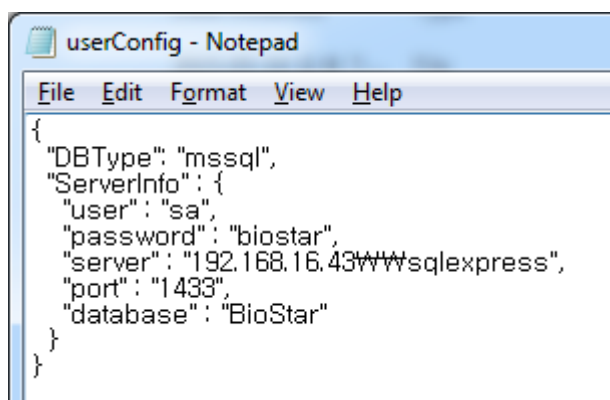 userConfig - Notepad
File Edit Format View Help
{
"DBType": "mssql",
"ServerInfo" : {
"user" : "sa",
"password" : "biostar",
"server" : "192.168.16.43₩₩₩sqlexpress",
"port" : "1433",
"database" : "BioStar"
}
}